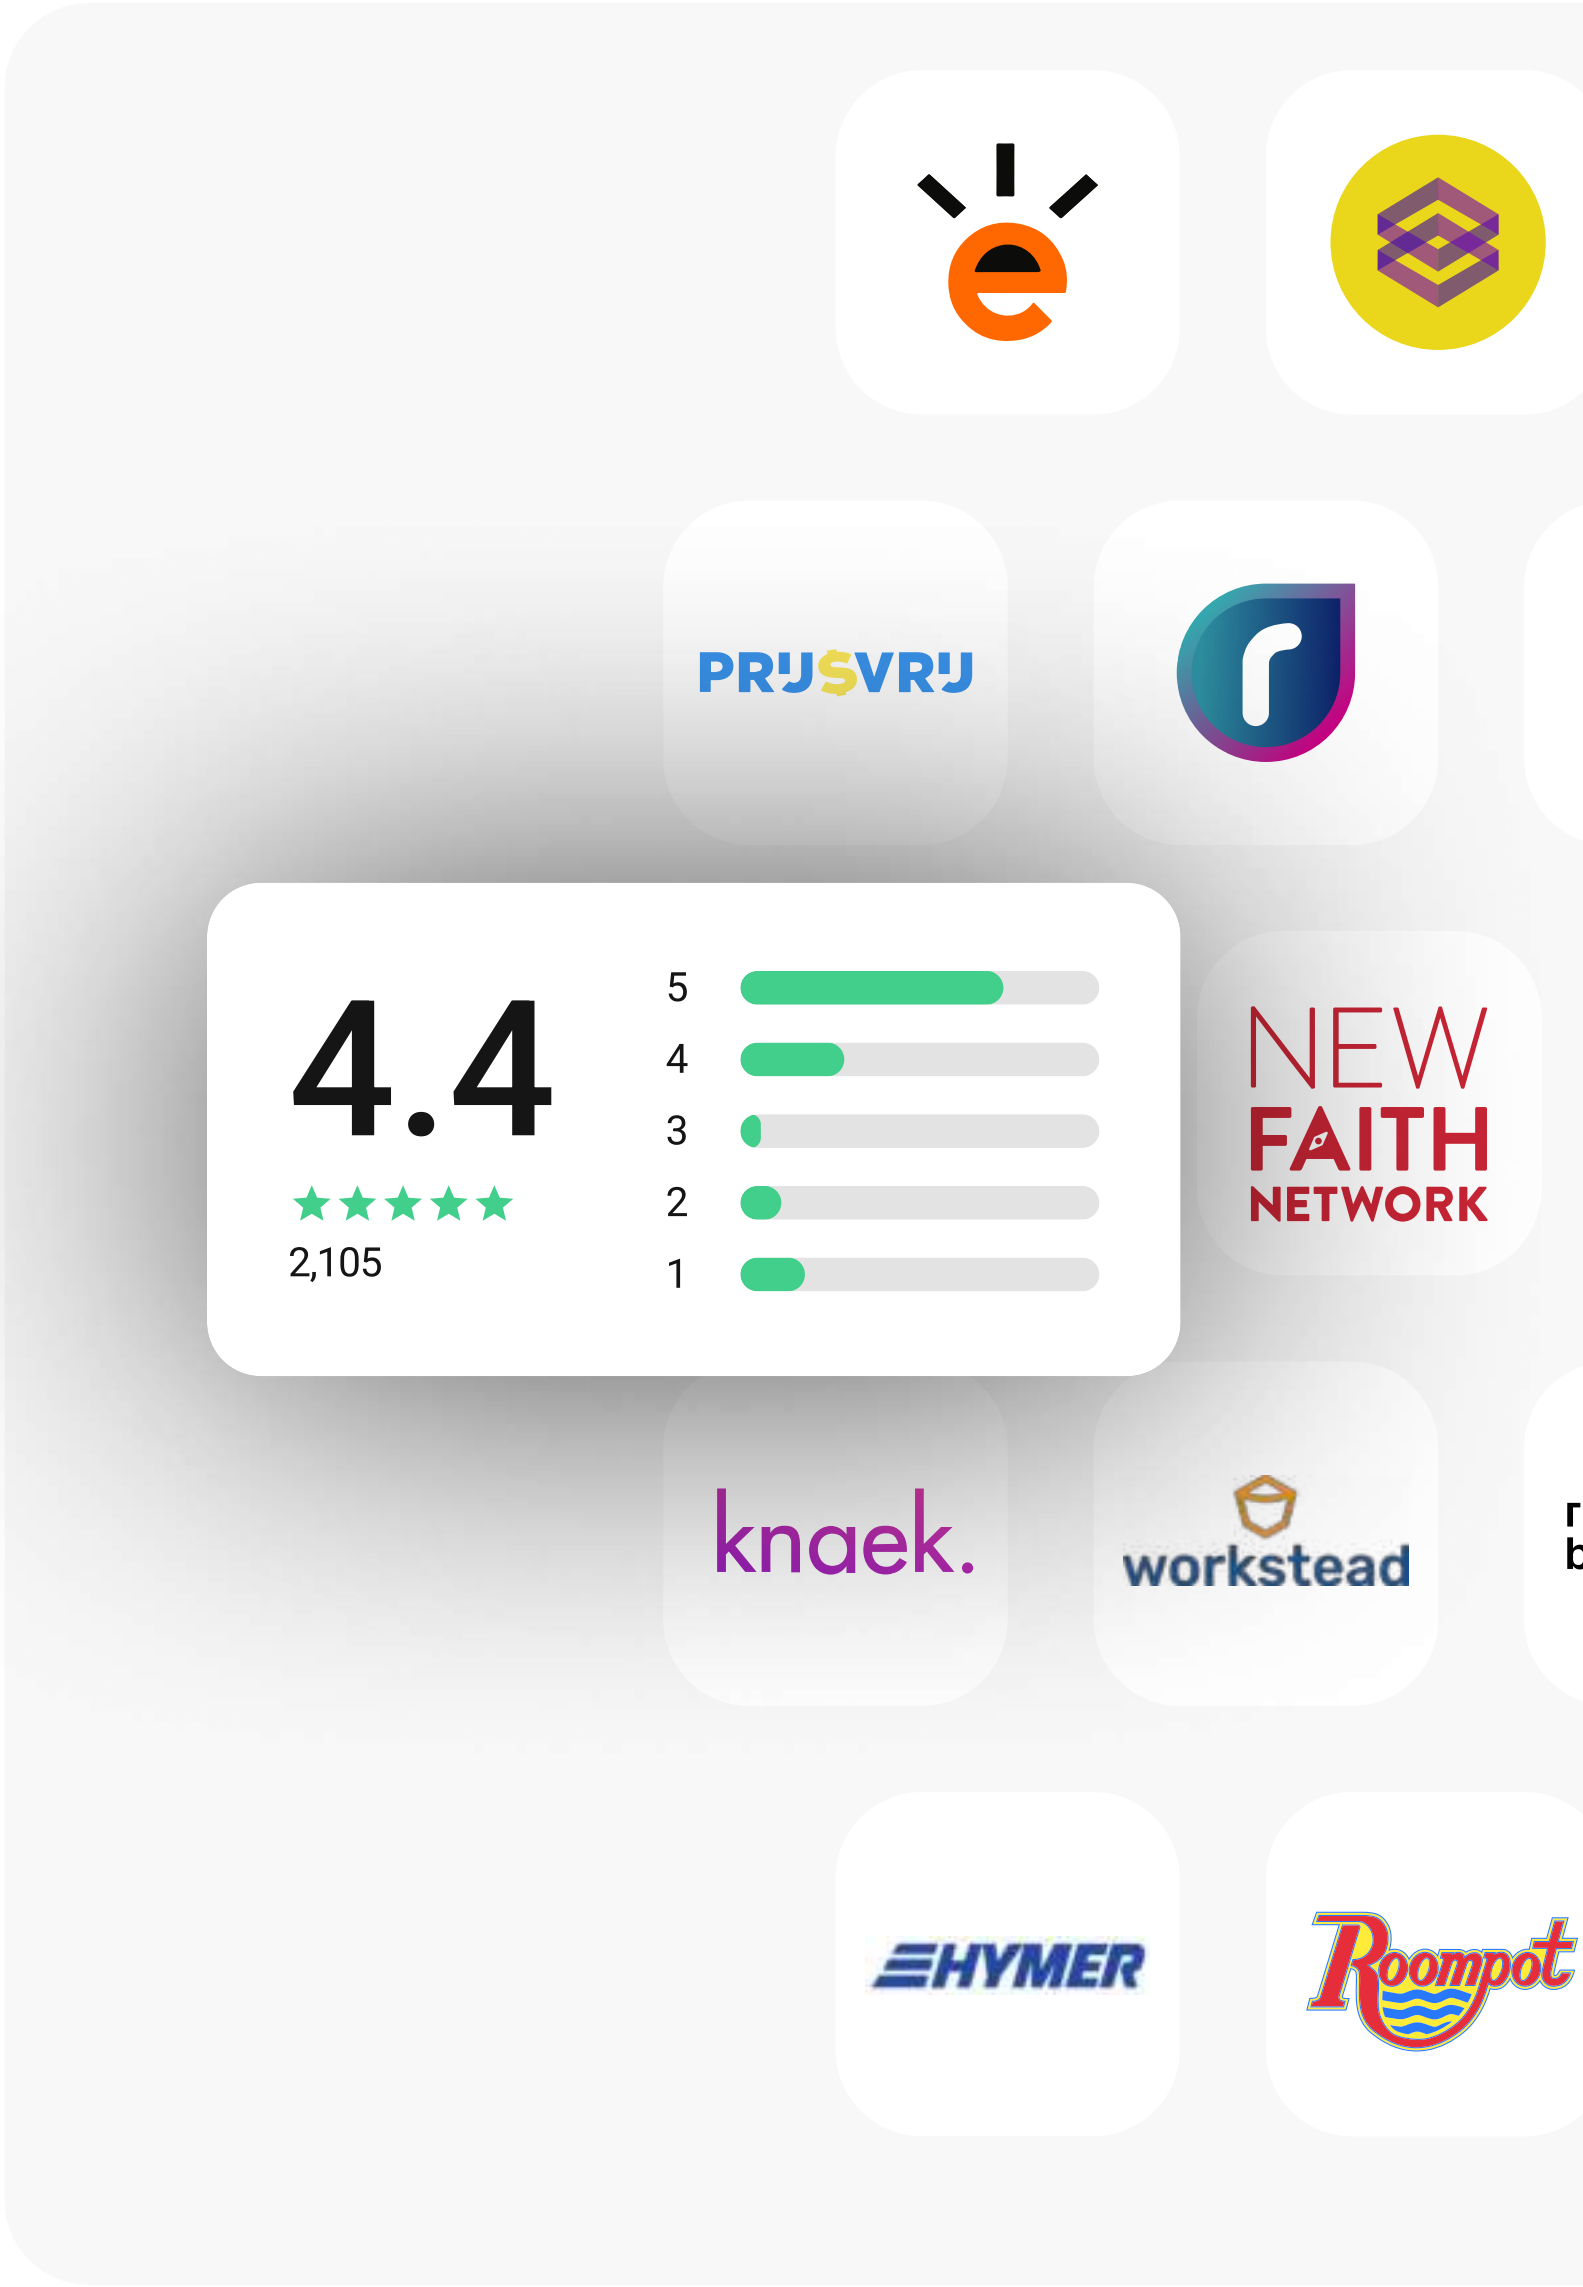 e
PRIJSVRIJ
r
4.4
2,105
5
4
3
2
1
NEW
FAITH
NETWORK
knaek.
workstead
r
b
HYMER
Roompot